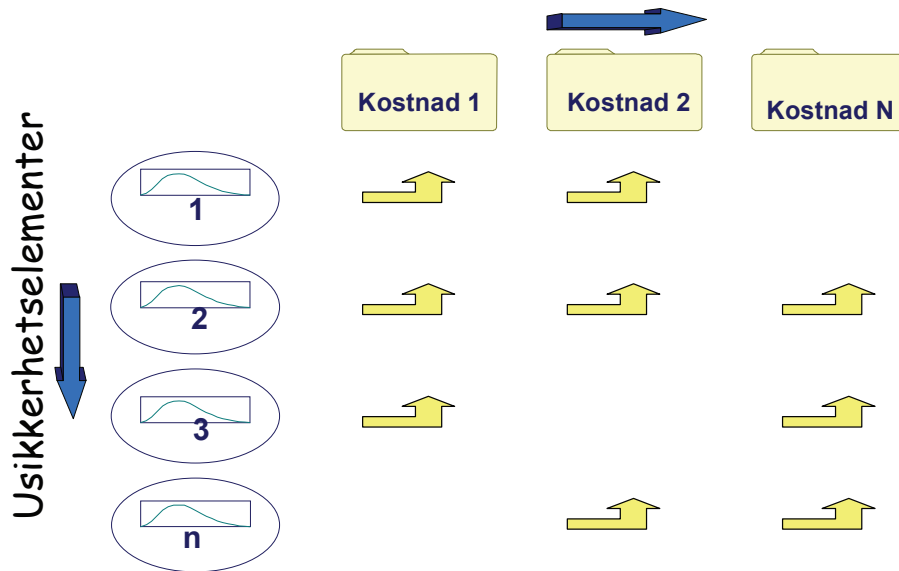 Kostnad 1
Kostnad 2
Kostnad N
Usikkerhetselementer
1
2
3
n